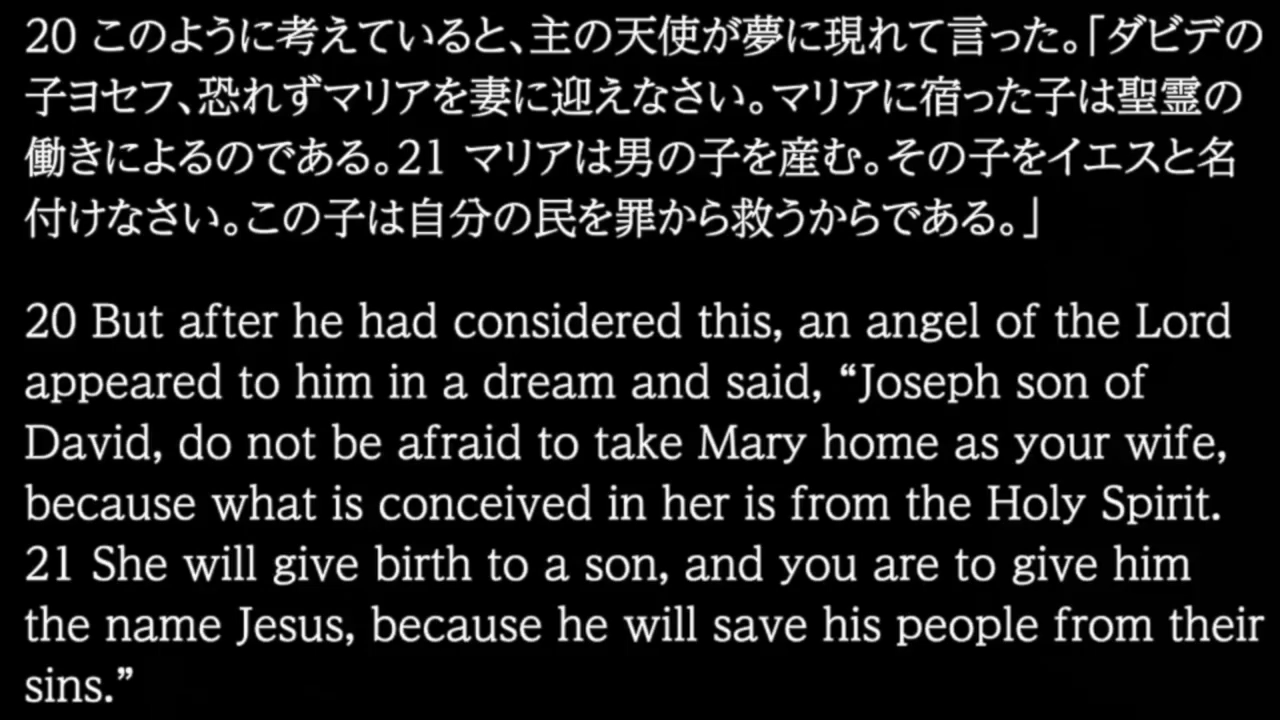 20 このように考えていると、主の天使が夢に現れて言った。「ダビデの
子ヨセフ、恐れずマリアを妻に迎えなさい。マリアに宿った子は聖霊の
働きによるのである。21 マリアは男の子を産む。その子をイエスと名
付けなさい。この子は自分の民を罪から救うからである。」
20 But after he had considered this, an angel of the Lord
appeared to him in a dream and said, “Joseph son of
David, do not be afraid to take Mary home as your wife,
because what is conceived in her is from the Holy Spirit.
21 She will give birth to a son, and you are to give him
the name Jesus, because he will save his people from their
sins.”